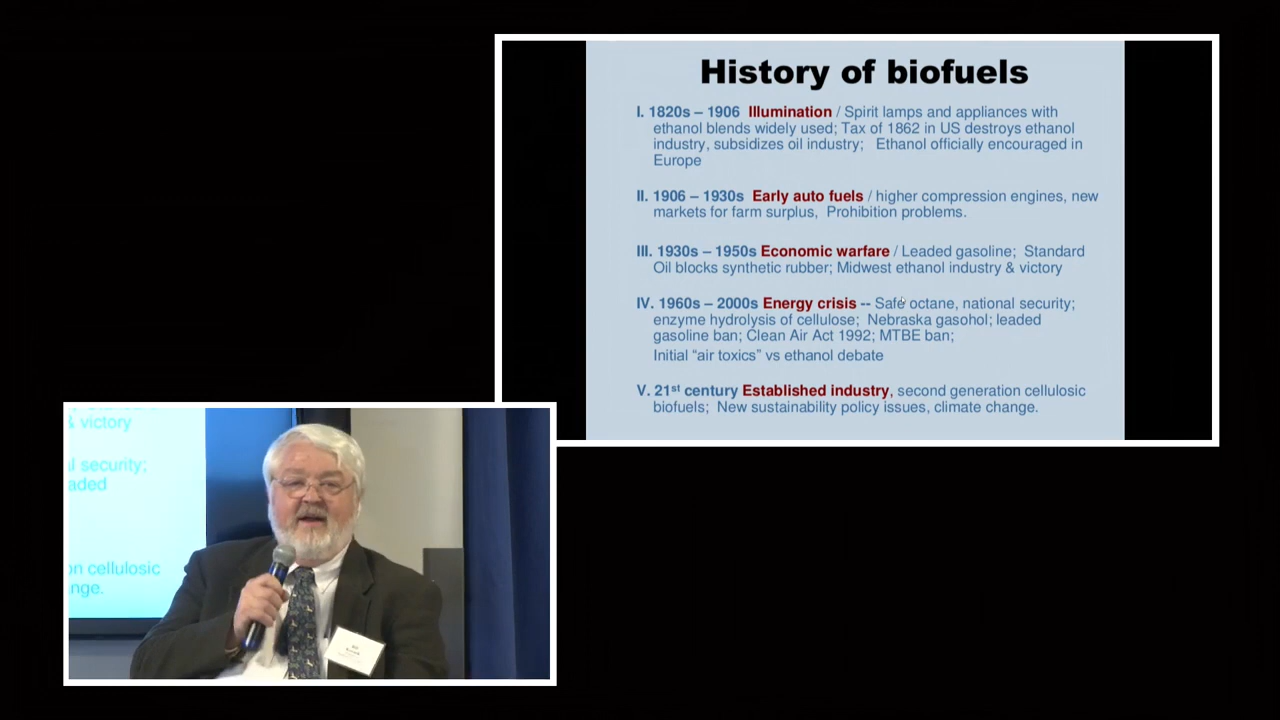 History of biofuels
I. 1820s – 1906 Illumination / Spirit lamps and appliances with
ethanol blends widely used; Tax of 1862 in US destroys ethanol
industry, subsidizes oil industry; Ethanol officially encouraged in
Europe
II. 1906 – 1930s Early auto fuels / higher compression engines, new
markets for farm surplus, Prohibition problems.
III. 1930s – 1950s Economic warfare / Leaded gasoline; Standard
Oil blocks synthetic rubber; Midwest ethanol industry & victory
IV. 1960s – 2000s Energy crisis -- Safe octane, national security;
enzyme hydrolysis of cellulose; Nebraska gasohol; leaded
gasoline ban; Clean Air Act 1992; MTBE ban;
Initial “air toxics” vs ethanol debate
V. 21st century Established industry, second generation cellulosic
biofuels; New sustainability policy issues, climate change.
& victory
l security;
aded
on cellulosic
nge.